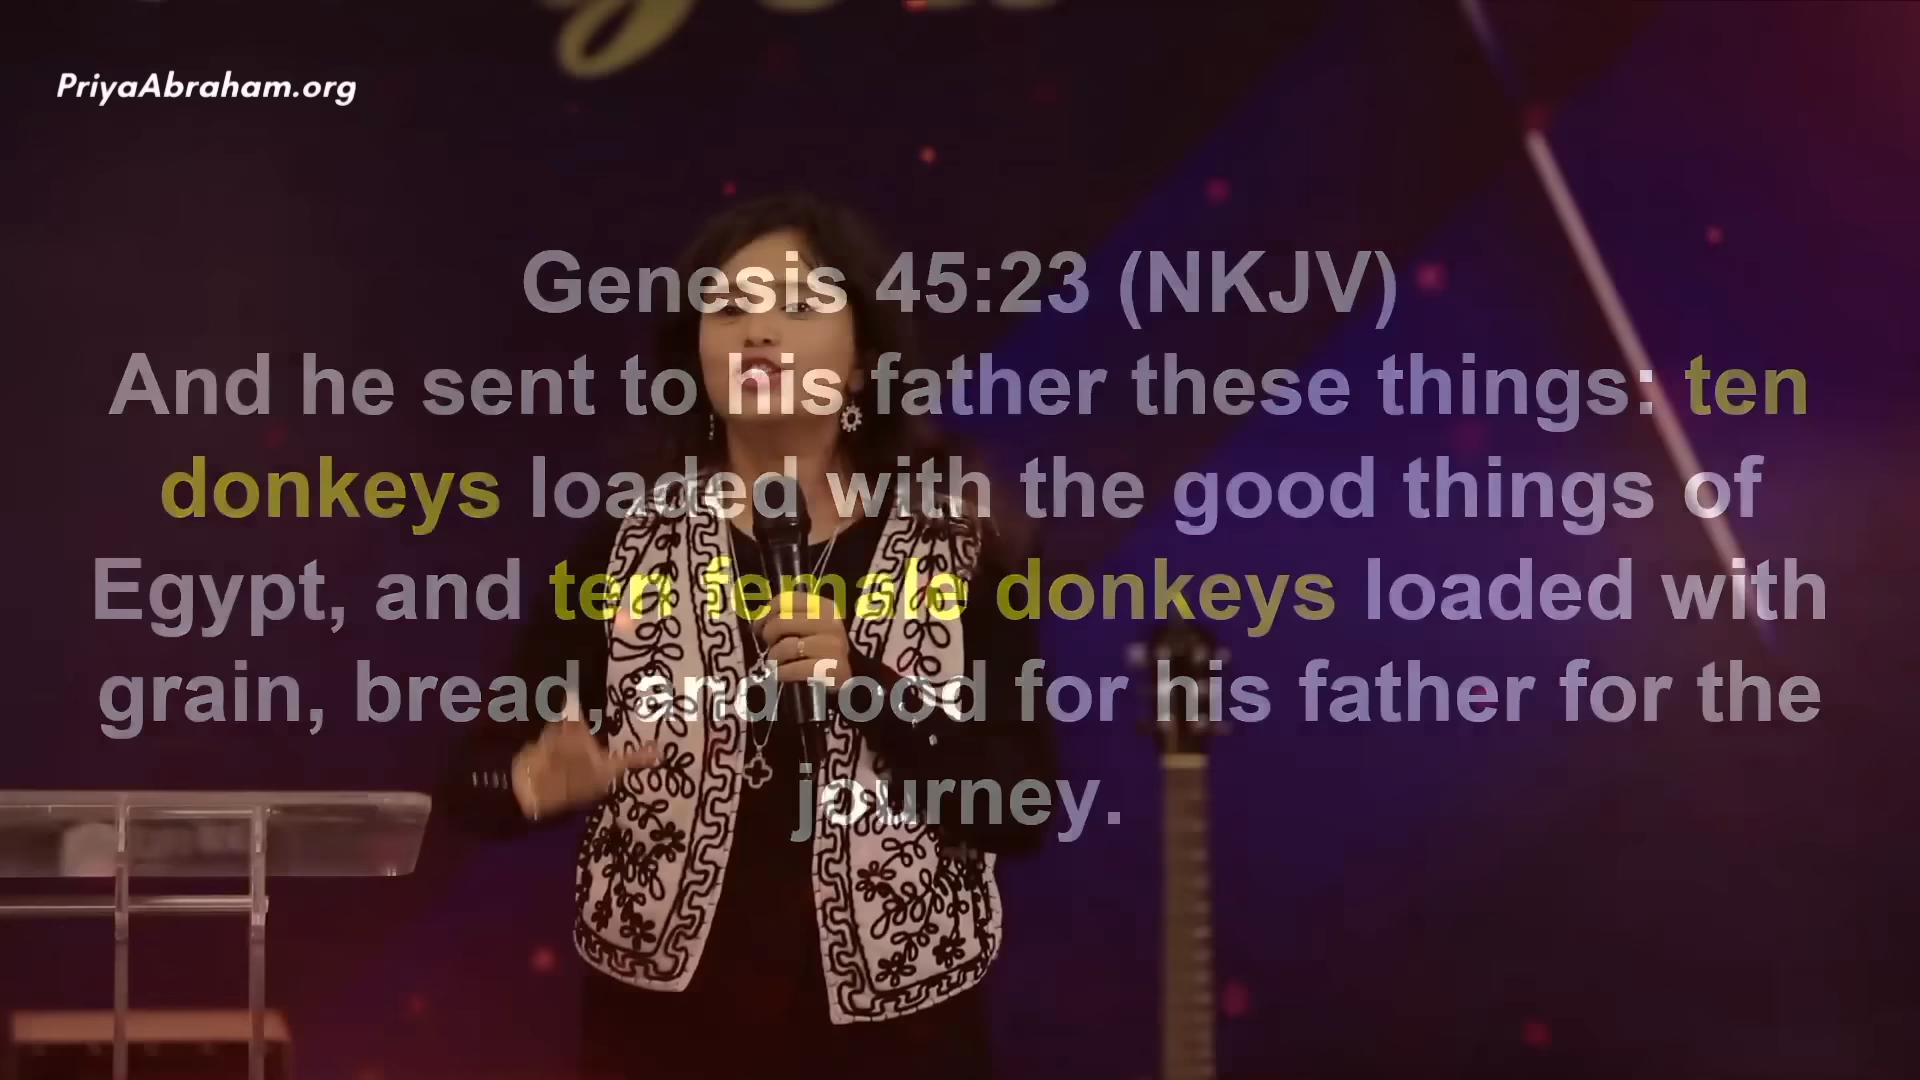 PriyaAbraham.org
Genesis 45:23 (NKJV)
And he sent to his father these things: ten
donkeys loaded with the good things of
Egypt, and ten female donkeys loaded with
grain, bread, and food for his father for the
journey.